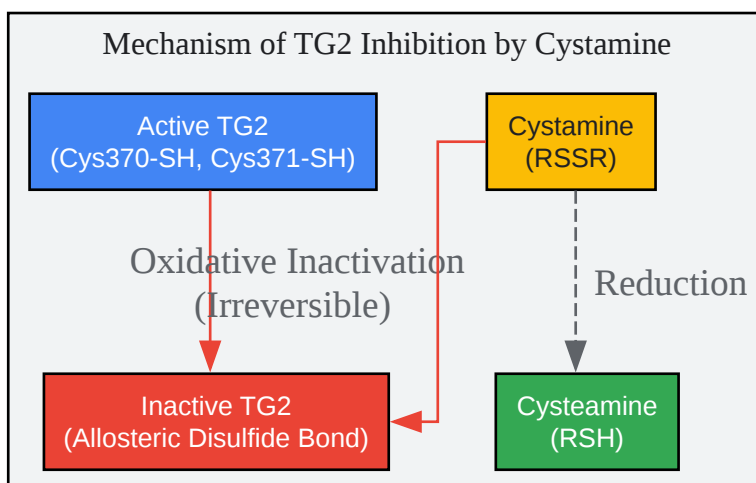 Mechanism of TG2 Inhibition by Cystamine
Active TG2
(Cys370-SH, Cys371-SH)
Cystamine
(RSSR)
Oxidative Inactivation
(Irreversible)
Reduction
Inactive TG2
(Allosteric Disulfide Bond)
Cysteamine
(RSH)